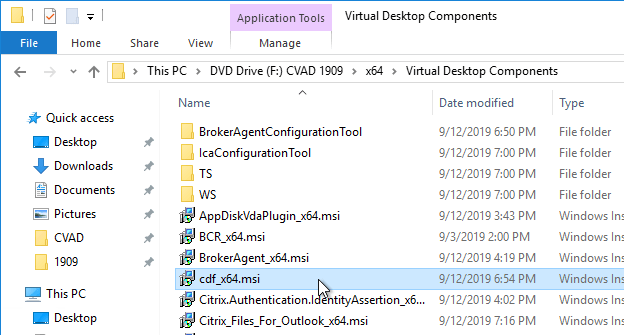 Application Tools Virtual Desktop Components
File Home Share View Manage
This PC > DVD Drive (F:) CVAD 1909 > x64 > Virtual Desktop Components
Name Date modified Type
Quick access
Desktop
Downloads
Documents
Pictures
CVAD
1909
This PC
Desktop
BrokerAgentConfigurationTool 9/12/2019 6:50 PM File folder
IcaConfigurationTool 9/12/2019 7:00 PM File folder
TS 9/12/2019 7:00 PM File folder
WS 9/12/2019 7:00 PM File folder
AppDiskVdaPlugin_x64.msi 9/12/2019 3:43 PM Windows Ins
BCR_x64.msi 9/3/2019 2:00 PM Windows Ins
BrokerAgent_x64.msi 9/12/2019 4:19 PM Windows Ins
cdf_x64.msi 9/12/2019 6:54 PM Windows Ins
Citrix.Authentication.IdentityAssertion_x6... 9/12/2019 4:02 PM Windows Ins
Citrix_Files_For_Outlook_x64.msi 9/12/2019 3:38 PM Windows Ins